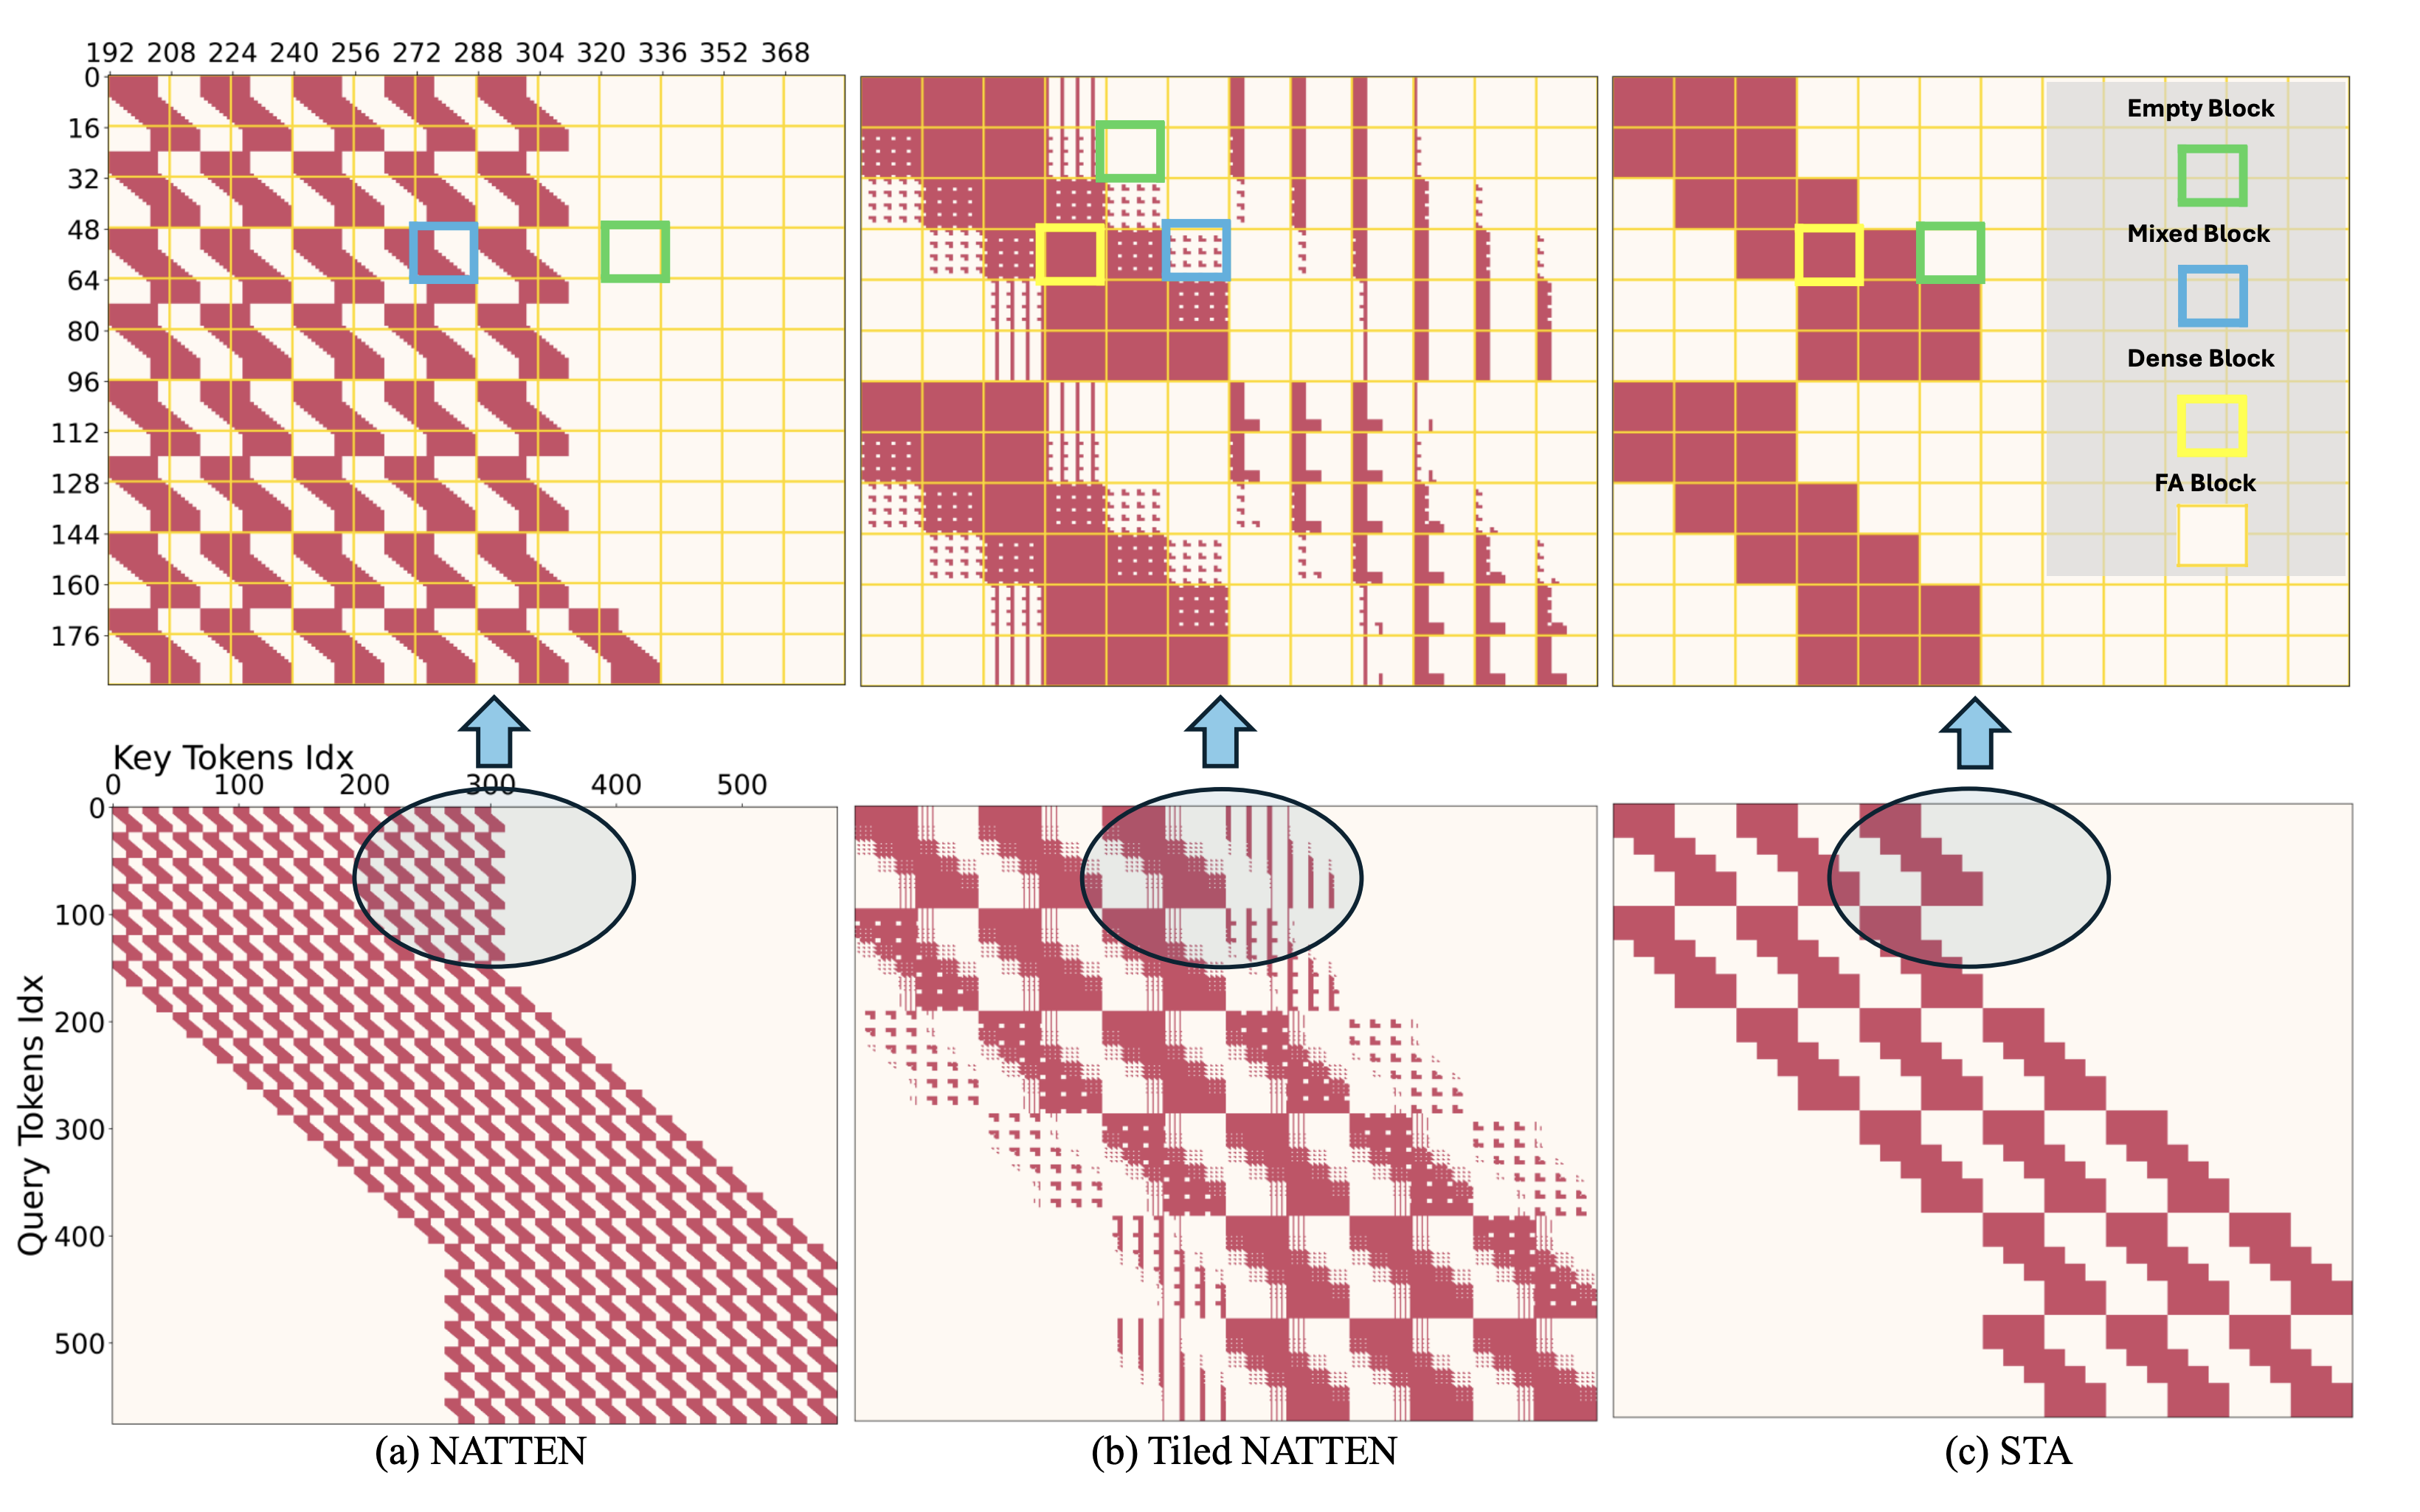 192 208 224 240 256 272 288 304 320 336 352 368
0
16
32
48
64
80
96
112
128
144
160
176
Empty Block
Mixed Block
Dense Block
FA Block
Key Tokens Idx
0 100 200 300 400 500
Query Tokens Idx
0
100
200
300
400
500
(a) NATTEN
(b) Tiled NATTEN
(c) STA